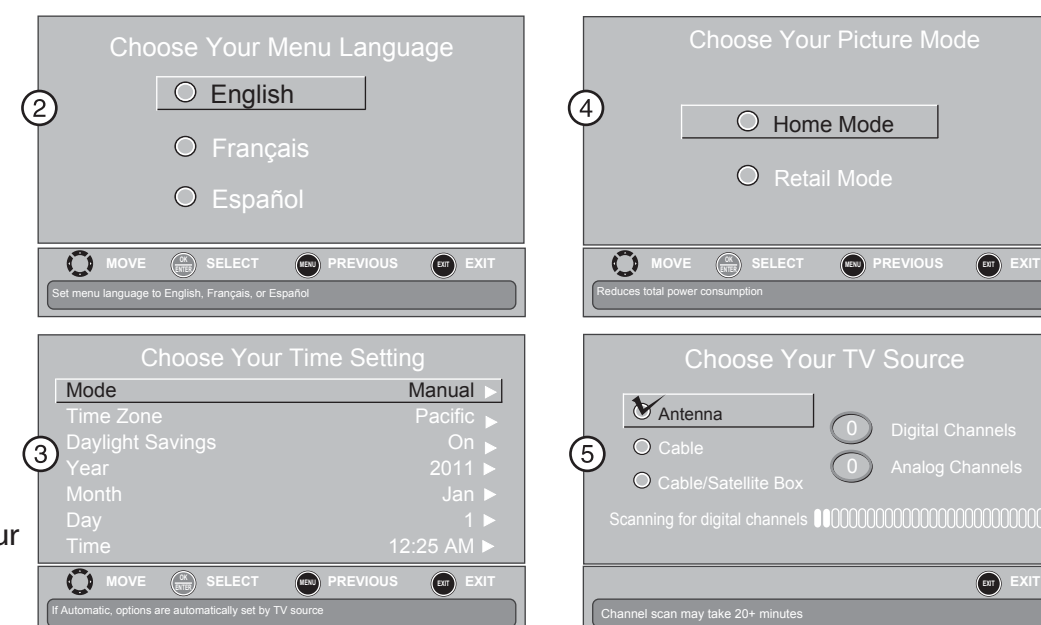 Choose Your Menu Language
2
English
Français
Español
MOVE OK ENTER SELECT MENU PREVIOUS EXIT EXIT
Set menu language to English, Français, or Español
Choose Your Time Setting
Mode Manual
Time Zone Pacific
Daylight Savings On
3
Year 2011
Month Jan
Day 1
ur
Time 12:25 AM
MOVE OK ENTER SELECT MENU PREVIOUS EXIT EXIT
If Automatic, options are automatically set by TV source
Choose Your Picture Mode
4
Home Mode
Retail Mode
MOVE OK ENTER SELECT MENU PREVIOUS EXIT EXIT
Reduces total power consumption
Choose Your TV Source
Antenna
0 Digital Channels
5
Cable
0 Analog Channels
Cable/Satellite Box
Scanning for digital channels
EXIT EXIT
Channel scan may take 20+ minutes